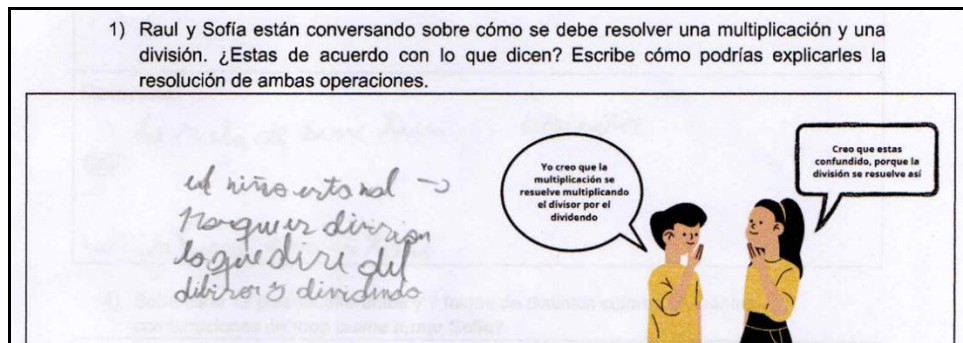 1) Raul y Sofía están conversando sobre cómo se debe resolver una multiplicación y una
división. ¿Estas de acuerdo con lo que dicen? Escribe cómo podrías explicarles la
resolución de ambas operaciones.
el niño esta mal →
porque es division
lo que dice del
dibisor y dividendo
Yo creo que la
multiplicación se
resuelve multiplicando
el divisor por el
dividendo
Creo que estas
confundido, porque la
división se resuelve así